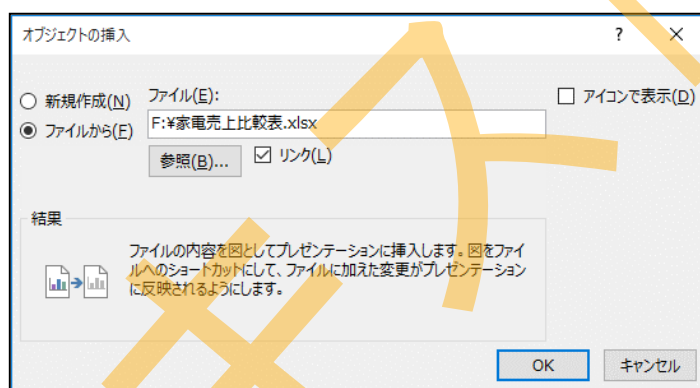 オブジェクトの挿入
? ×
新規作成(N) ファイル(E): アイコンで表示(D)
ファイルから(F) F:¥家電売上比較表.xlsx
参照(B)... リンク(L)
結果
ファイルの内容を図としてプレゼンテーションに挿入します。図をファイ
ルへのショートカットにして、ファイルに加えた変更がプレゼンテーション
に反映されるようにします。
OK キャンセル